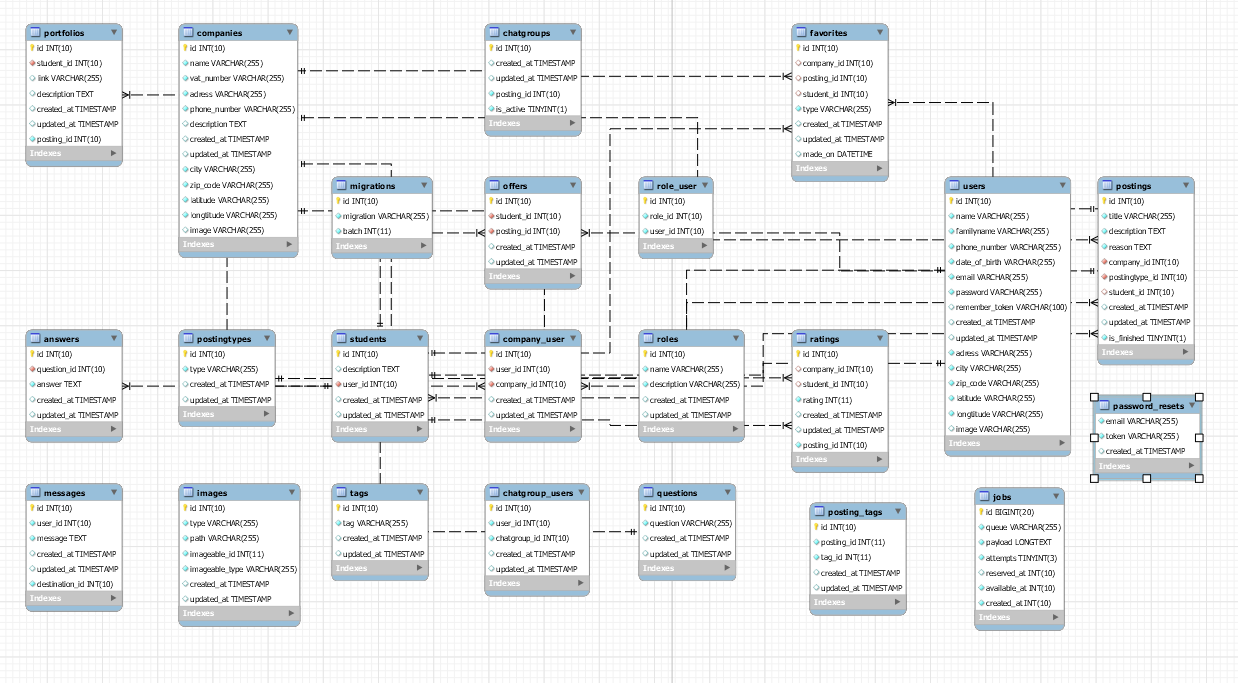 portfolios
id INT(10)
student_id INT(10)
link VARCHAR(255)
description TEXT
created_at TIMESTAMP
updated_at TIMESTAMP
posting_id INT(10)
Indexes
companies
id INT(10)
name VARCHAR(255)
vat_number VARCHAR(255)
adress VARCHAR(255)
phone_number VARCHAR(255)
description TEXT
created_at TIMESTAMP
updated_at TIMESTAMP
city VARCHAR(255)
zip_code VARCHAR(255)
latitude VARCHAR(255)
longtitude VARCHAR(255)
image VARCHAR(255)
Indexes
chatgroups
id INT(10)
created_at TIMESTAMP
updated_at TIMESTAMP
posting_id INT(10)
is_active TINYINT(1)
Indexes
favorites
id INT(10)
company_id INT(10)
posting_id INT(10)
student_id INT(10)
type VARCHAR(255)
created_at TIMESTAMP
updated_at TIMESTAMP
made_on DATETIME
Indexes
migrations
id INT(10)
migration VARCHAR(255)
batch INT(11)
Indexes
offers
id INT(10)
student_id INT(10)
posting_id INT(10)
created_at TIMESTAMP
updated_at TIMESTAMP
Indexes
role_user
id INT(10)
role_id INT(10)
user_id INT(10)
Indexes
users
id INT(10)
name VARCHAR(255)
familyname VARCHAR(255)
phone_number VARCHAR(255)
date_of_birth VARCHAR(255)
email VARCHAR(255)
password VARCHAR(255)
remember_token VARCHAR(100)
created_at TIMESTAMP
updated_at TIMESTAMP
adress VARCHAR(255)
city VARCHAR(255)
zip_code VARCHAR(255)
latitude VARCHAR(255)
longtitude VARCHAR(255)
image VARCHAR(255)
Indexes
postings
id INT(10)
title VARCHAR(255)
description TEXT
reason TEXT
company_id INT(10)
postingtype_id INT(10)
student_id INT(10)
created_at TIMESTAMP
updated_at TIMESTAMP
is_finished TINYINT(1)
Indexes
answers
id INT(10)
question_id INT(10)
answer TEXT
created_at TIMESTAMP
updated_at TIMESTAMP
Indexes
postingtypes
id INT(10)
type VARCHAR(255)
created_at TIMESTAMP
updated_at TIMESTAMP
Indexes
students
id INT(10)
description TEXT
user_id INT(10)
created_at TIMESTAMP
updated_at TIMESTAMP
Indexes
company_user
id INT(10)
user_id INT(10)
company_id INT(10)
created_at TIMESTAMP
updated_at TIMESTAMP
Indexes
roles
id INT(10)
name VARCHAR(255)
description VARCHAR(255)
created_at TIMESTAMP
updated_at TIMESTAMP
Indexes
ratings
id INT(10)
company_id INT(10)
student_id INT(10)
rating INT(11)
created_at TIMESTAMP
updated_at TIMESTAMP
posting_id INT(10)
Indexes
password_resets
email VARCHAR(255)
token VARCHAR(255)
created_at TIMESTAMP
Indexes
messages
id INT(10)
user_id INT(10)
message TEXT
created_at TIMESTAMP
updated_at TIMESTAMP
destination_id INT(10)
Indexes
images
id INT(10)
type VARCHAR(255)
path VARCHAR(255)
imageable_id INT(11)
imageable_type VARCHAR(255)
created_at TIMESTAMP
updated_at TIMESTAMP
Indexes
tags
id INT(10)
tag VARCHAR(255)
created_at TIMESTAMP
updated_at TIMESTAMP
Indexes
chatgroup_users
id INT(10)
user_id INT(10)
chatgroup_id INT(10)
created_at TIMESTAMP
updated_at TIMESTAMP
Indexes
questions
id INT(10)
question VARCHAR(255)
created_at TIMESTAMP
updated_at TIMESTAMP
Indexes
posting_tags
id INT(10)
posting_id INT(11)
tag_id INT(11)
created_at TIMESTAMP
updated_at TIMESTAMP
Indexes
jobs
id BIGINT(20)
queue VARCHAR(255)
payload LONGTEXT
attempts TINYINT(3)
reserved_at INT(10)
available_at INT(10)
created_at INT(10)
Indexes